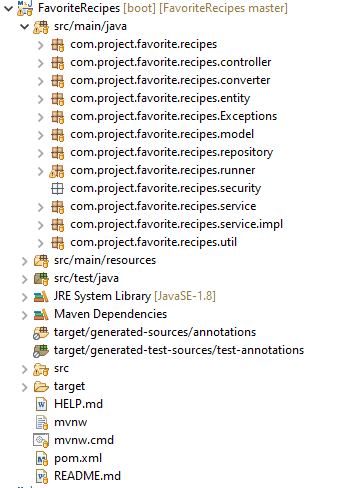 FavoriteRecipes [boot] [FavoriteRecipes master]
src/main/java
com.project.favorite.recipes
com.project.favorite.recipes.controller
com.project.favorite.recipes.converter
com.project.favorite.recipes.entity
com.project.favorite.recipes.Exceptions
com.project.favorite.recipes.model
com.project.favorite.recipes.repository
com.project.favorite.recipes.runner
com.project.favorite.recipes.security
com.project.favorite.recipes.service
com.project.favorite.recipes.service.impl
com.project.favorite.recipes.util
src/main/resources
src/test/java
JRE System Library [JavaSE-1.8]
Maven Dependencies
target/generated-sources/annotations
target/generated-test-sources/test-annotations
src
target
HELP.md
mvnw
mvnw.cmd
pom.xml
README.md